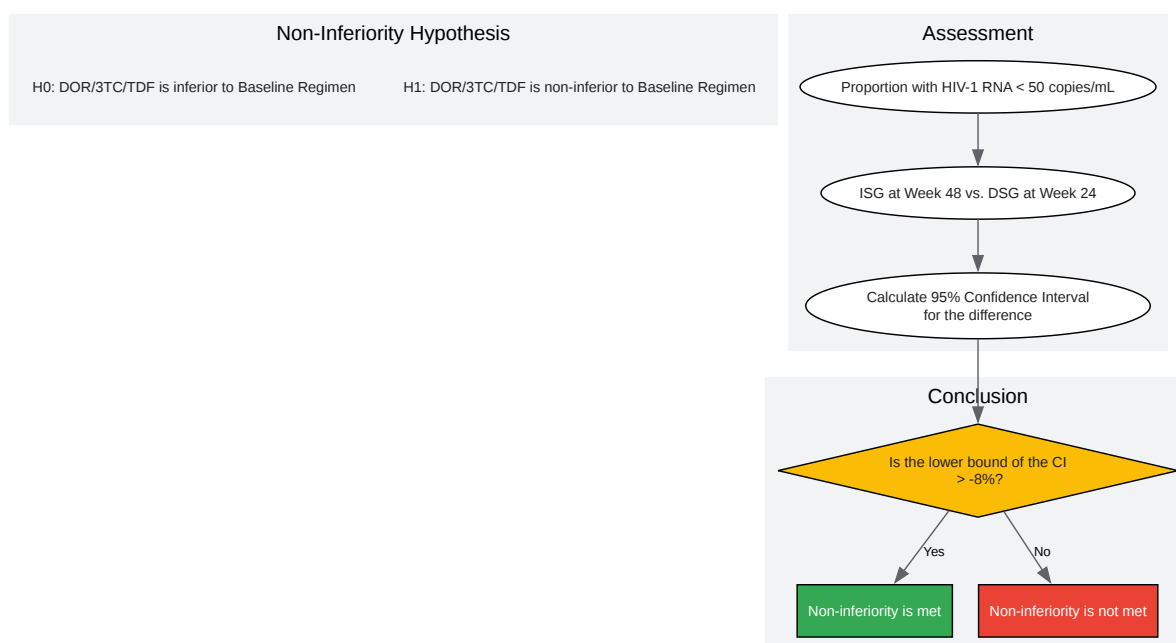 Non-Inferiority Hypothesis
H0: DOR/3TC/TDF is inferior to Baseline Regimen
H1: DOR/3TC/TDF is non-inferior to Baseline Regimen
Assessment
Proportion with HIV-1 RNA < 50 copies/mL
ISG at Week 48 vs. DSG at Week 24
Calculate 95% Confidence Interval
for the difference
Conclusion
Is the lower bound of the CI
> -8%?
Yes
No
Non-inferiority is met
Non-inferiority is not met